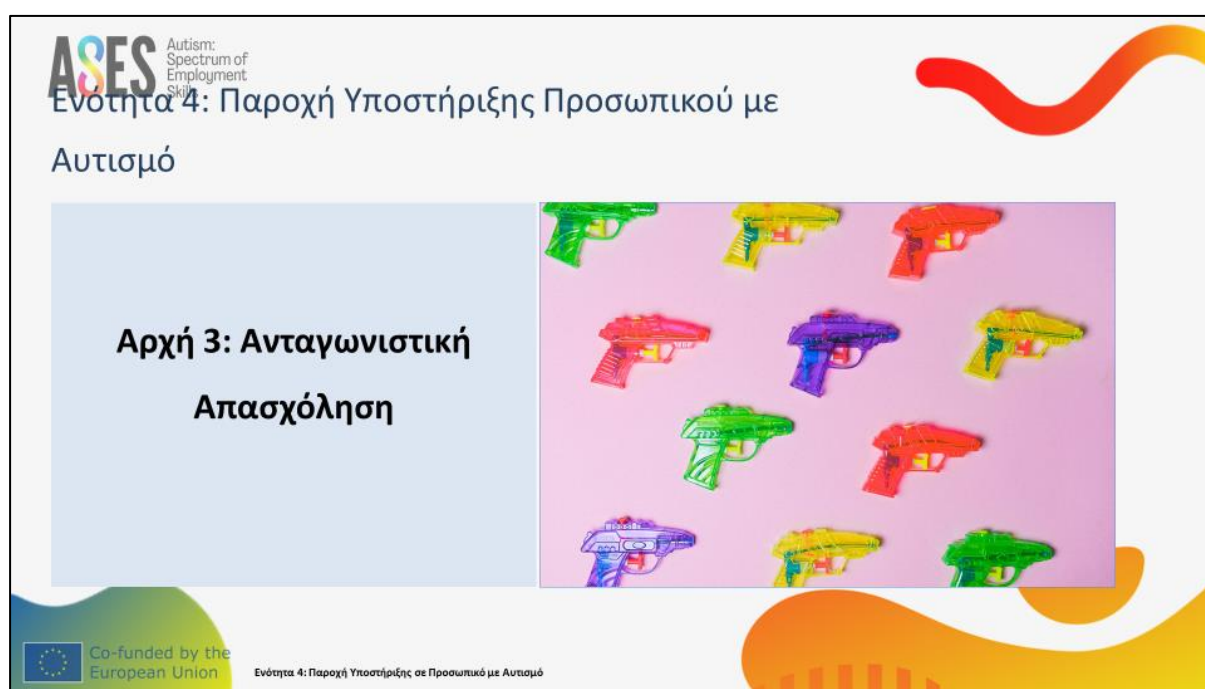 ASES
Autism:
Spectrum of
Employment
Skills
Ενότητα 4: Παροχή Υποστήριξης Προσωπικού με
Αυτισμό
Αρχή 3: Ανταγωνιστική
Απασχόληση
Co-funded by the
European Union
Ενότητα 4: Παροχή Υποστήριξης σε Προσωπικό με Αυτισμό